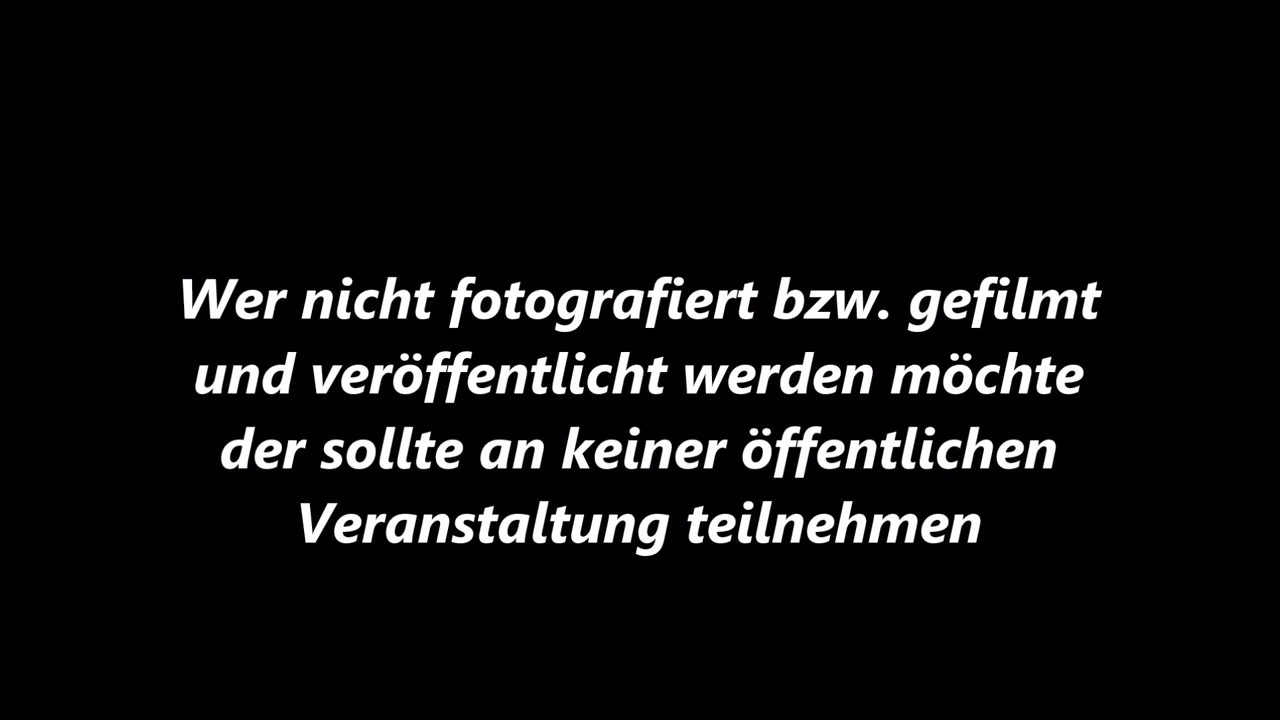 Wer nicht fotografiert bzw. gefilmt
und veröffentlicht werden möchte
der sollte an keiner öffentlichen
Veranstaltung teilnehmen